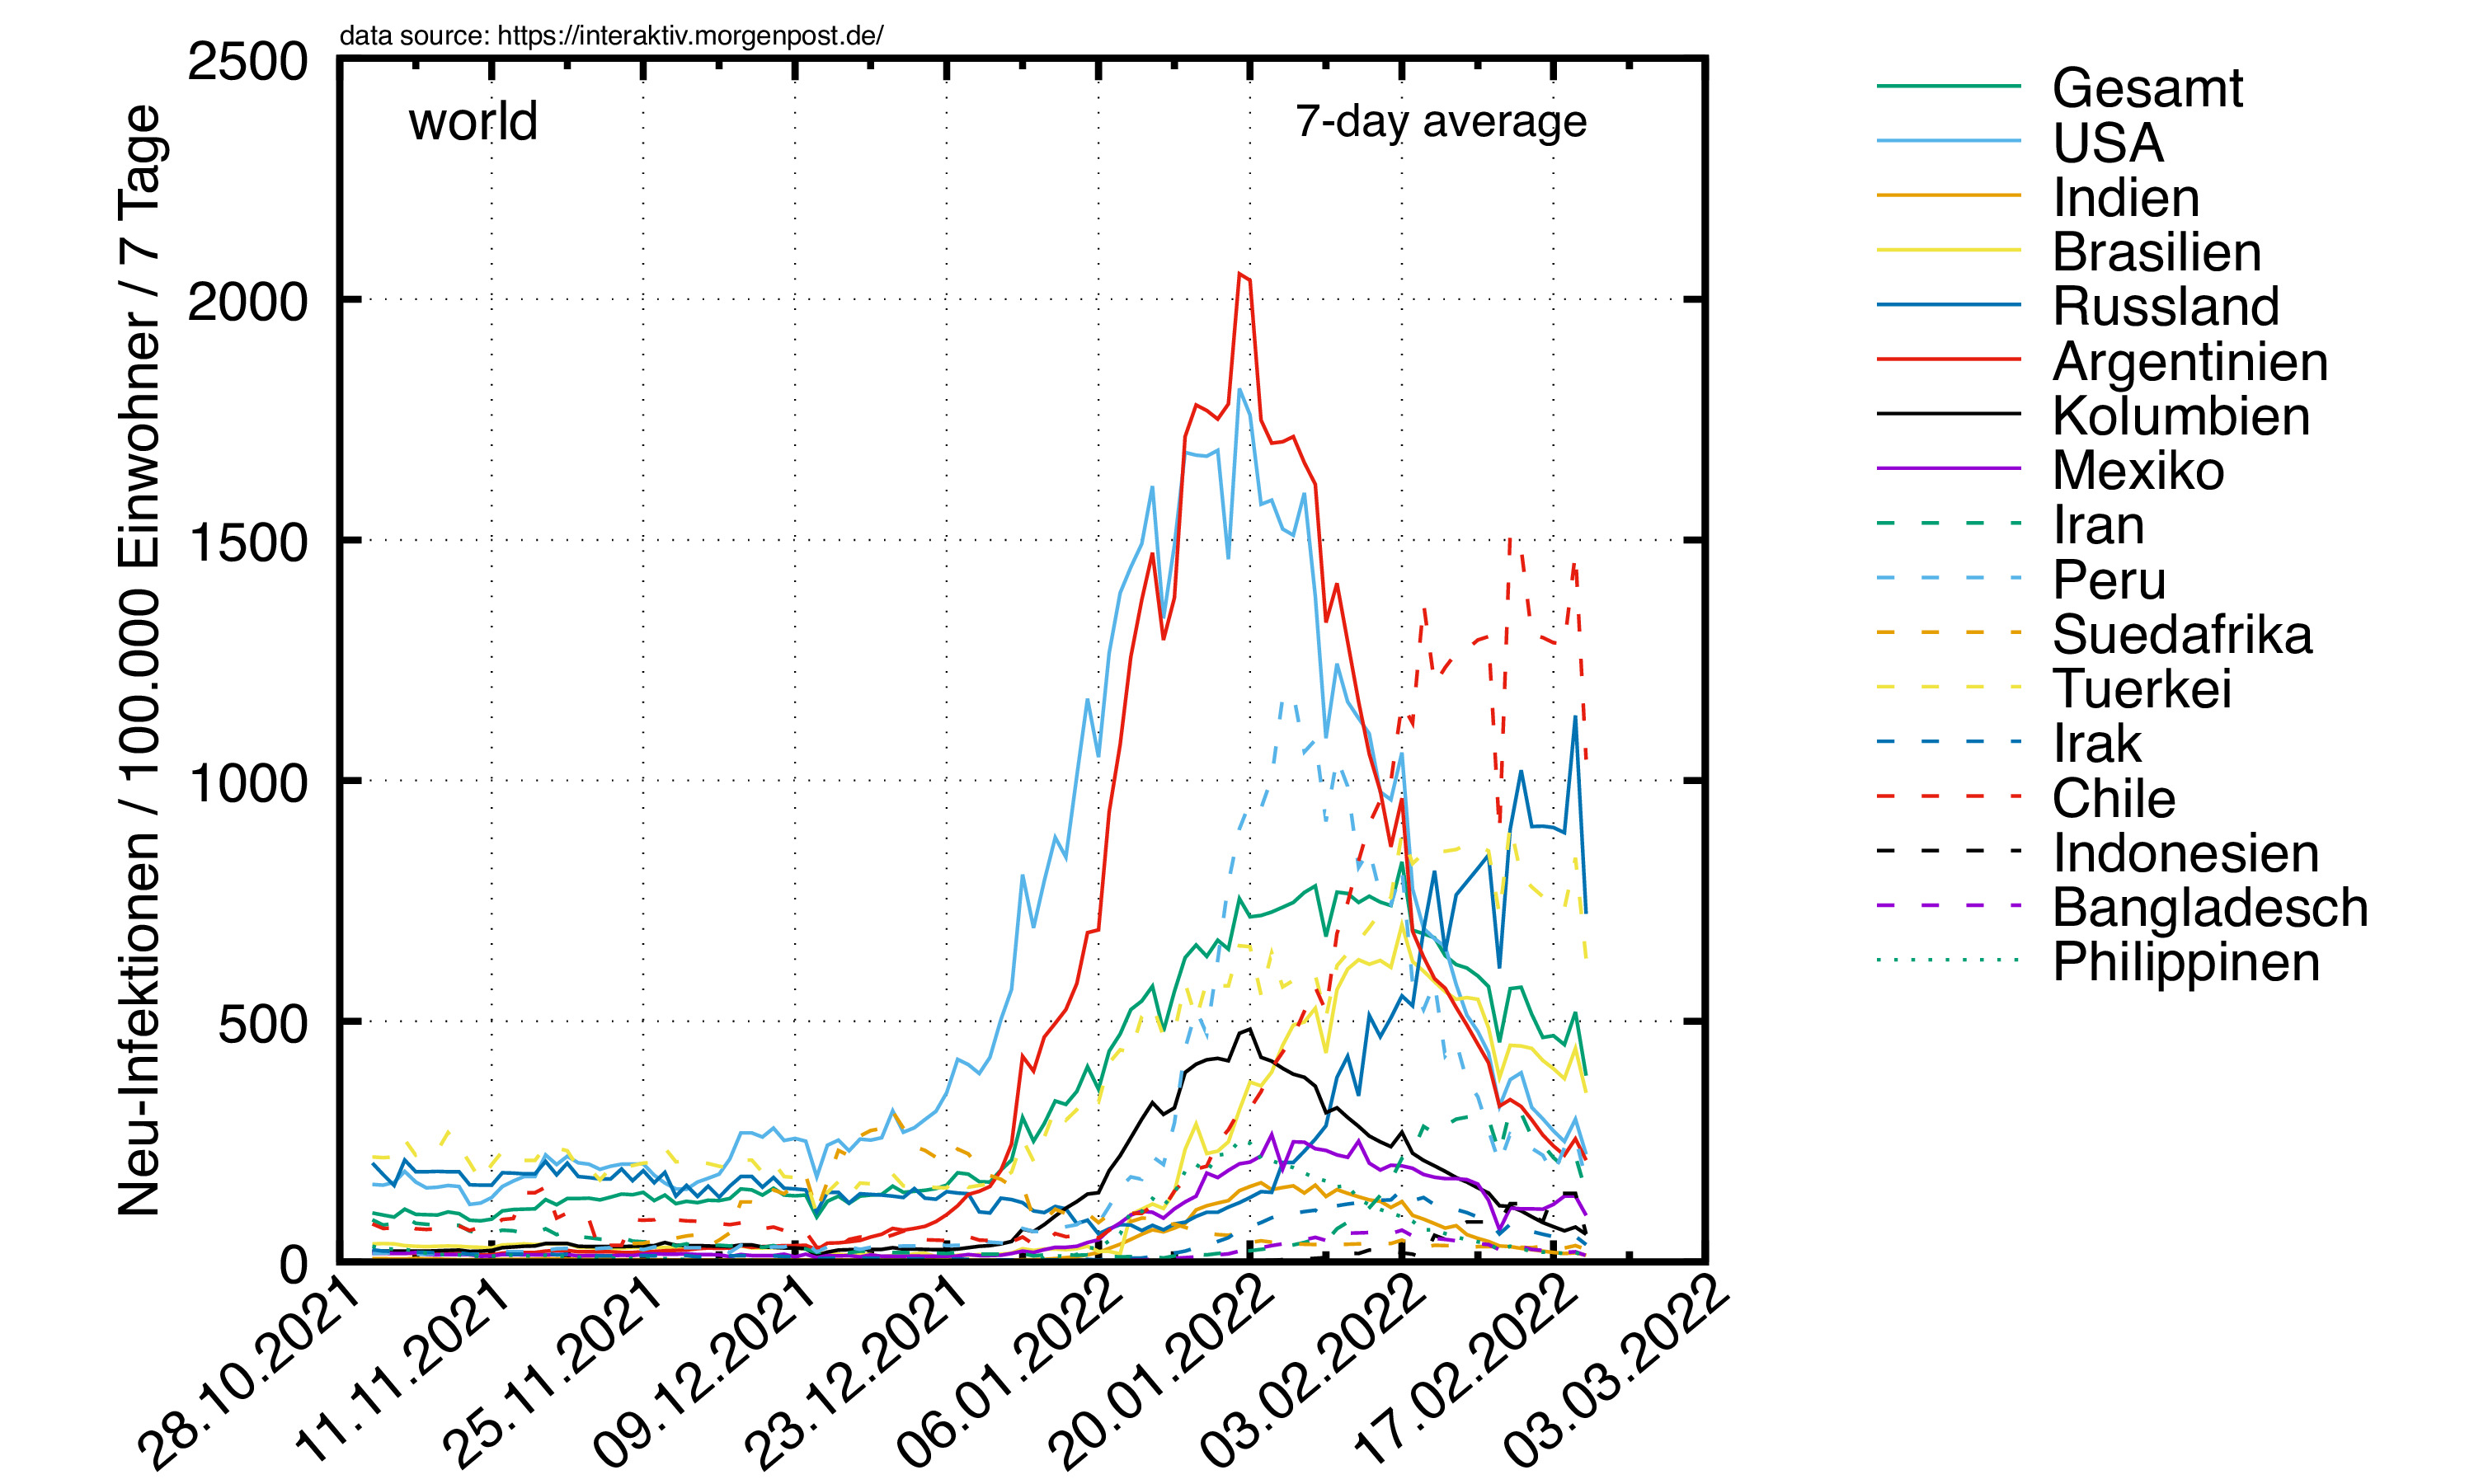 data source: https://interaktiv.morgenpost.de/
world
7-day average
Neu-Infektionen / 100.000 Einwohner / 7 Tage
2500
2000
1500
1000
500
0
28.10.2021
11.11.2021
25.11.2021
09.12.2021
23.12.2021
06.01.2022
20.01.2022
03.02.2022
17.02.2022
03.03.2022
Gesamt
USA
Indien
Brasilien
Russland
Argentinien
Kolumbien
Mexiko
Iran
Peru
Suedafrika
Tuerkei
Irak
Chile
Indonesien
Bangladesch
Philippinen